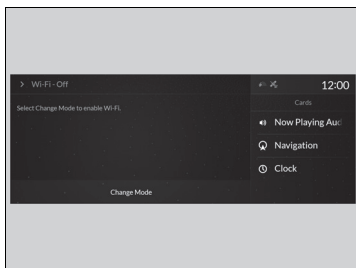 Wi-Fi - Off
12:00
Select Change Mode to enable Wi-Fi.
Cards
Now Playing Aud
Navigation
Clock
Change Mode